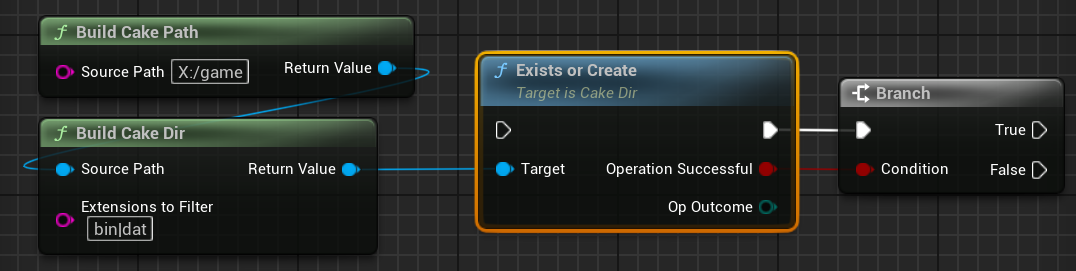 Build Cake Path
Source Path X:/game Return Value
Build Cake Dir
Source Path Return Value
Extensions to Filter
bin|dat
Exists or Create
Target is Cake Dir
Target Operation Successful
Op Outcome
Branch
True
Condition False